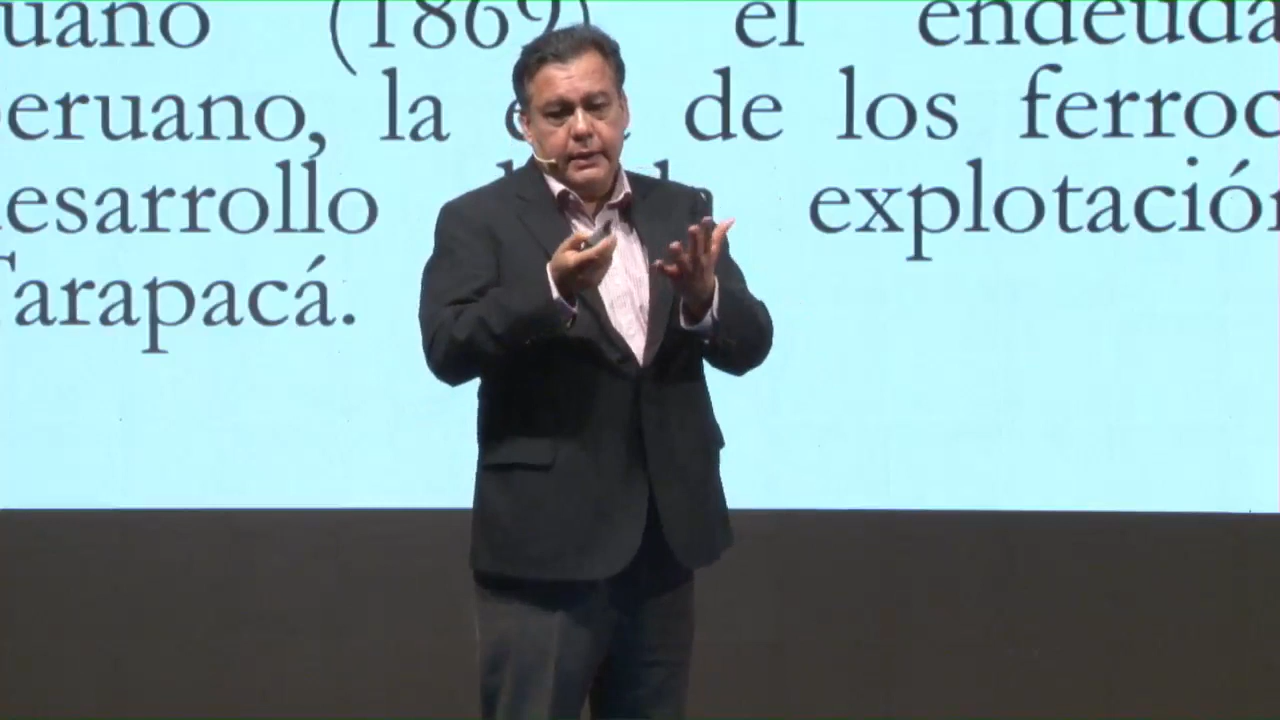 uano (1869) el endeuda
eruano, la de los ferroc
esarrollo explotación
Tarapacá.